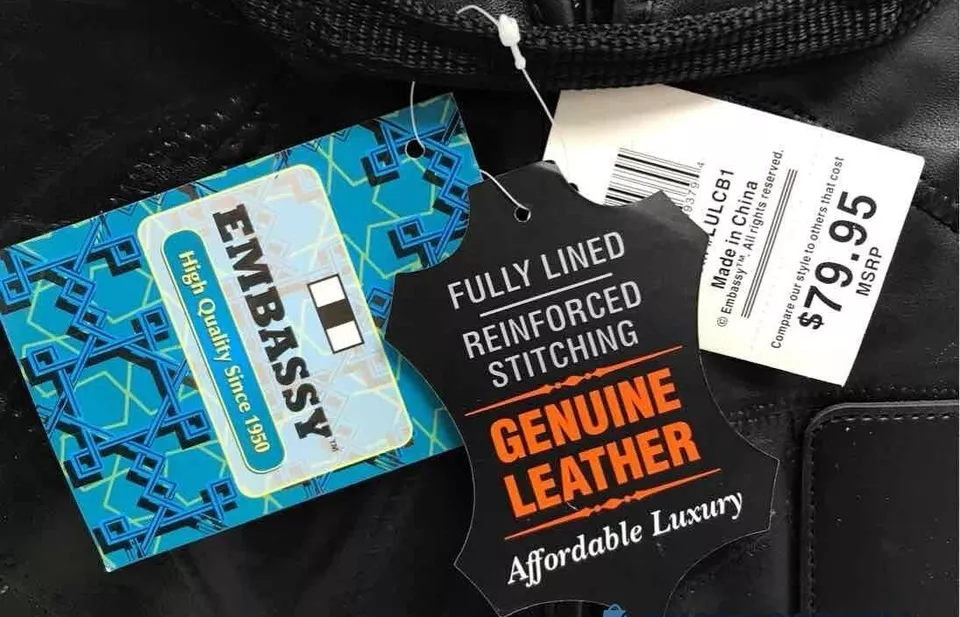 EMBASSY™
High Quality Since 1950
FULLY LINED
REINFORCED
STITCHING
GENUINE
LEATHER
Affordable Luxury
LULCB1
Made in China
© Embassy™. All rights reserved.
Compare our style to others that cost
$79.95
MSRP